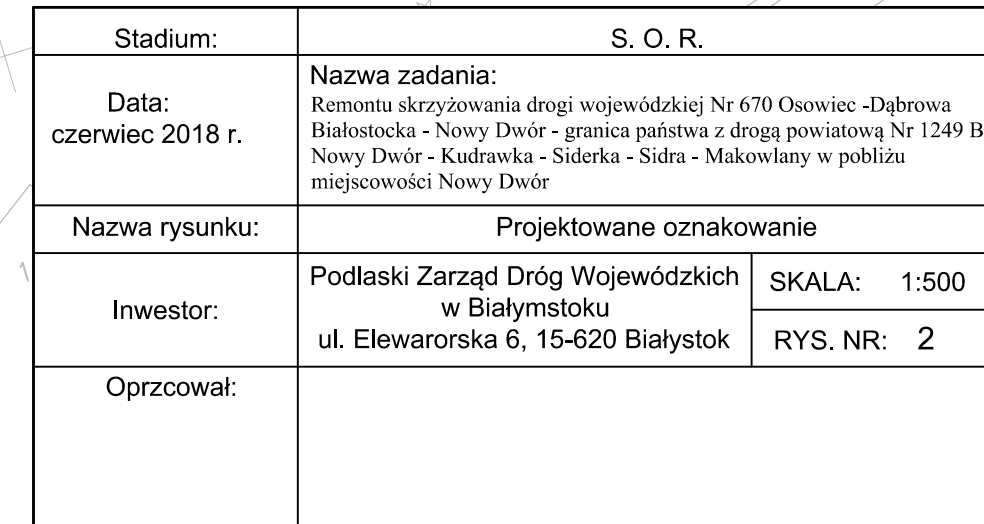 Stadium:
S. O. R.
Data:
czerwiec 2018 r.
Nazwa zadania:
Remontu skrzyżowania drogi wojewódzkiej Nr 670 Osowiec -Dąbrowa
Białostocka - Nowy Dwór - granica państwa z drogą powiatową Nr 1249 B
Nowy Dwór - Kudrawka - Siderka - Sidra - Makowlany w pobliżu
miejscowości Nowy Dwór
Nazwa rysunku:
Projektowane oznakowanie
Inwestor:
Podlaski Zarząd Dróg Wojewódzkich
w Białymstoku
ul. Elewarorska 6, 15-620 Białystok
SKALA: 1:500
RYS. NR: 2
Oprzcował: